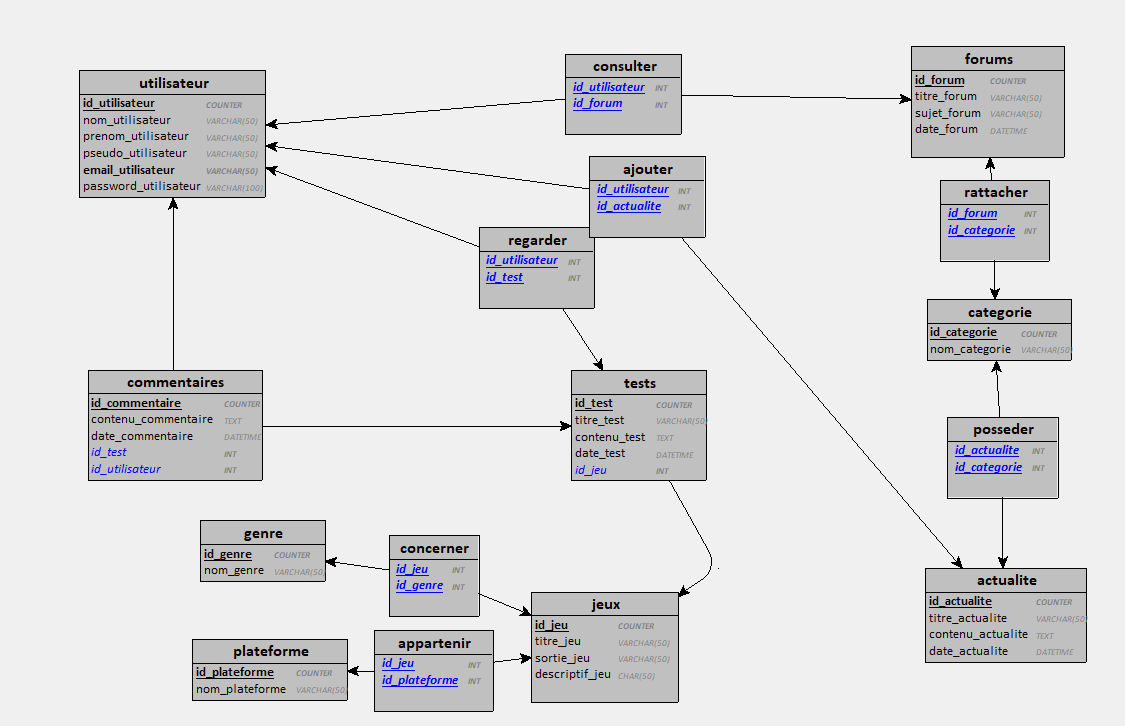 utilisateur
id_utilisateur COUNTER
nom_utilisateur VARCHAR(50)
prenom_utilisateur VARCHAR(50)
pseudo_utilisateur VARCHAR(50)
email_utilisateur VARCHAR(50)
password_utilisateur VARCHAR(100)
consulter
id_utilisateur INT
id_forum INT
forums
id_forum COUNTER
titre_forum VARCHAR(50)
sujet_forum VARCHAR(50)
date_forum DATETIME
ajouter
id_utilisateur INT
id_actualite INT
rattacher
id_forum INT
id_categorie INT
regarder
id_utilisateur INT
id_test INT
categorie
id_categorie COUNTER
nom_categorie VARCHAR(50)
commentaires
id_commentaire COUNTER
contenu_commentaire TEXT
date_commentaire DATETIME
id_test INT
id_utilisateur INT
tests
id_test COUNTER
titre_test VARCHAR(50)
contenu_test TEXT
date_test DATETIME
id_jeu INT
posseder
id_actualite INT
id_categorie INT
genre
id_genre COUNTER
nom_genre VARCHAR(50)
concerner
id_jeu INT
id_genre INT
jeux
id_jeu COUNTER
titre_jeu VARCHAR(50)
sortie_jeu VARCHAR(50)
descriptif_jeu CHAR(50)
actualite
id_actualite COUNTER
titre_actualite VARCHAR(50)
contenu_actualite TEXT
date_actualite DATETIME
plateforme
id_plateforme COUNTER
nom_plateforme VARCHAR(50)
appartenir
id_jeu INT
id_plateforme INT